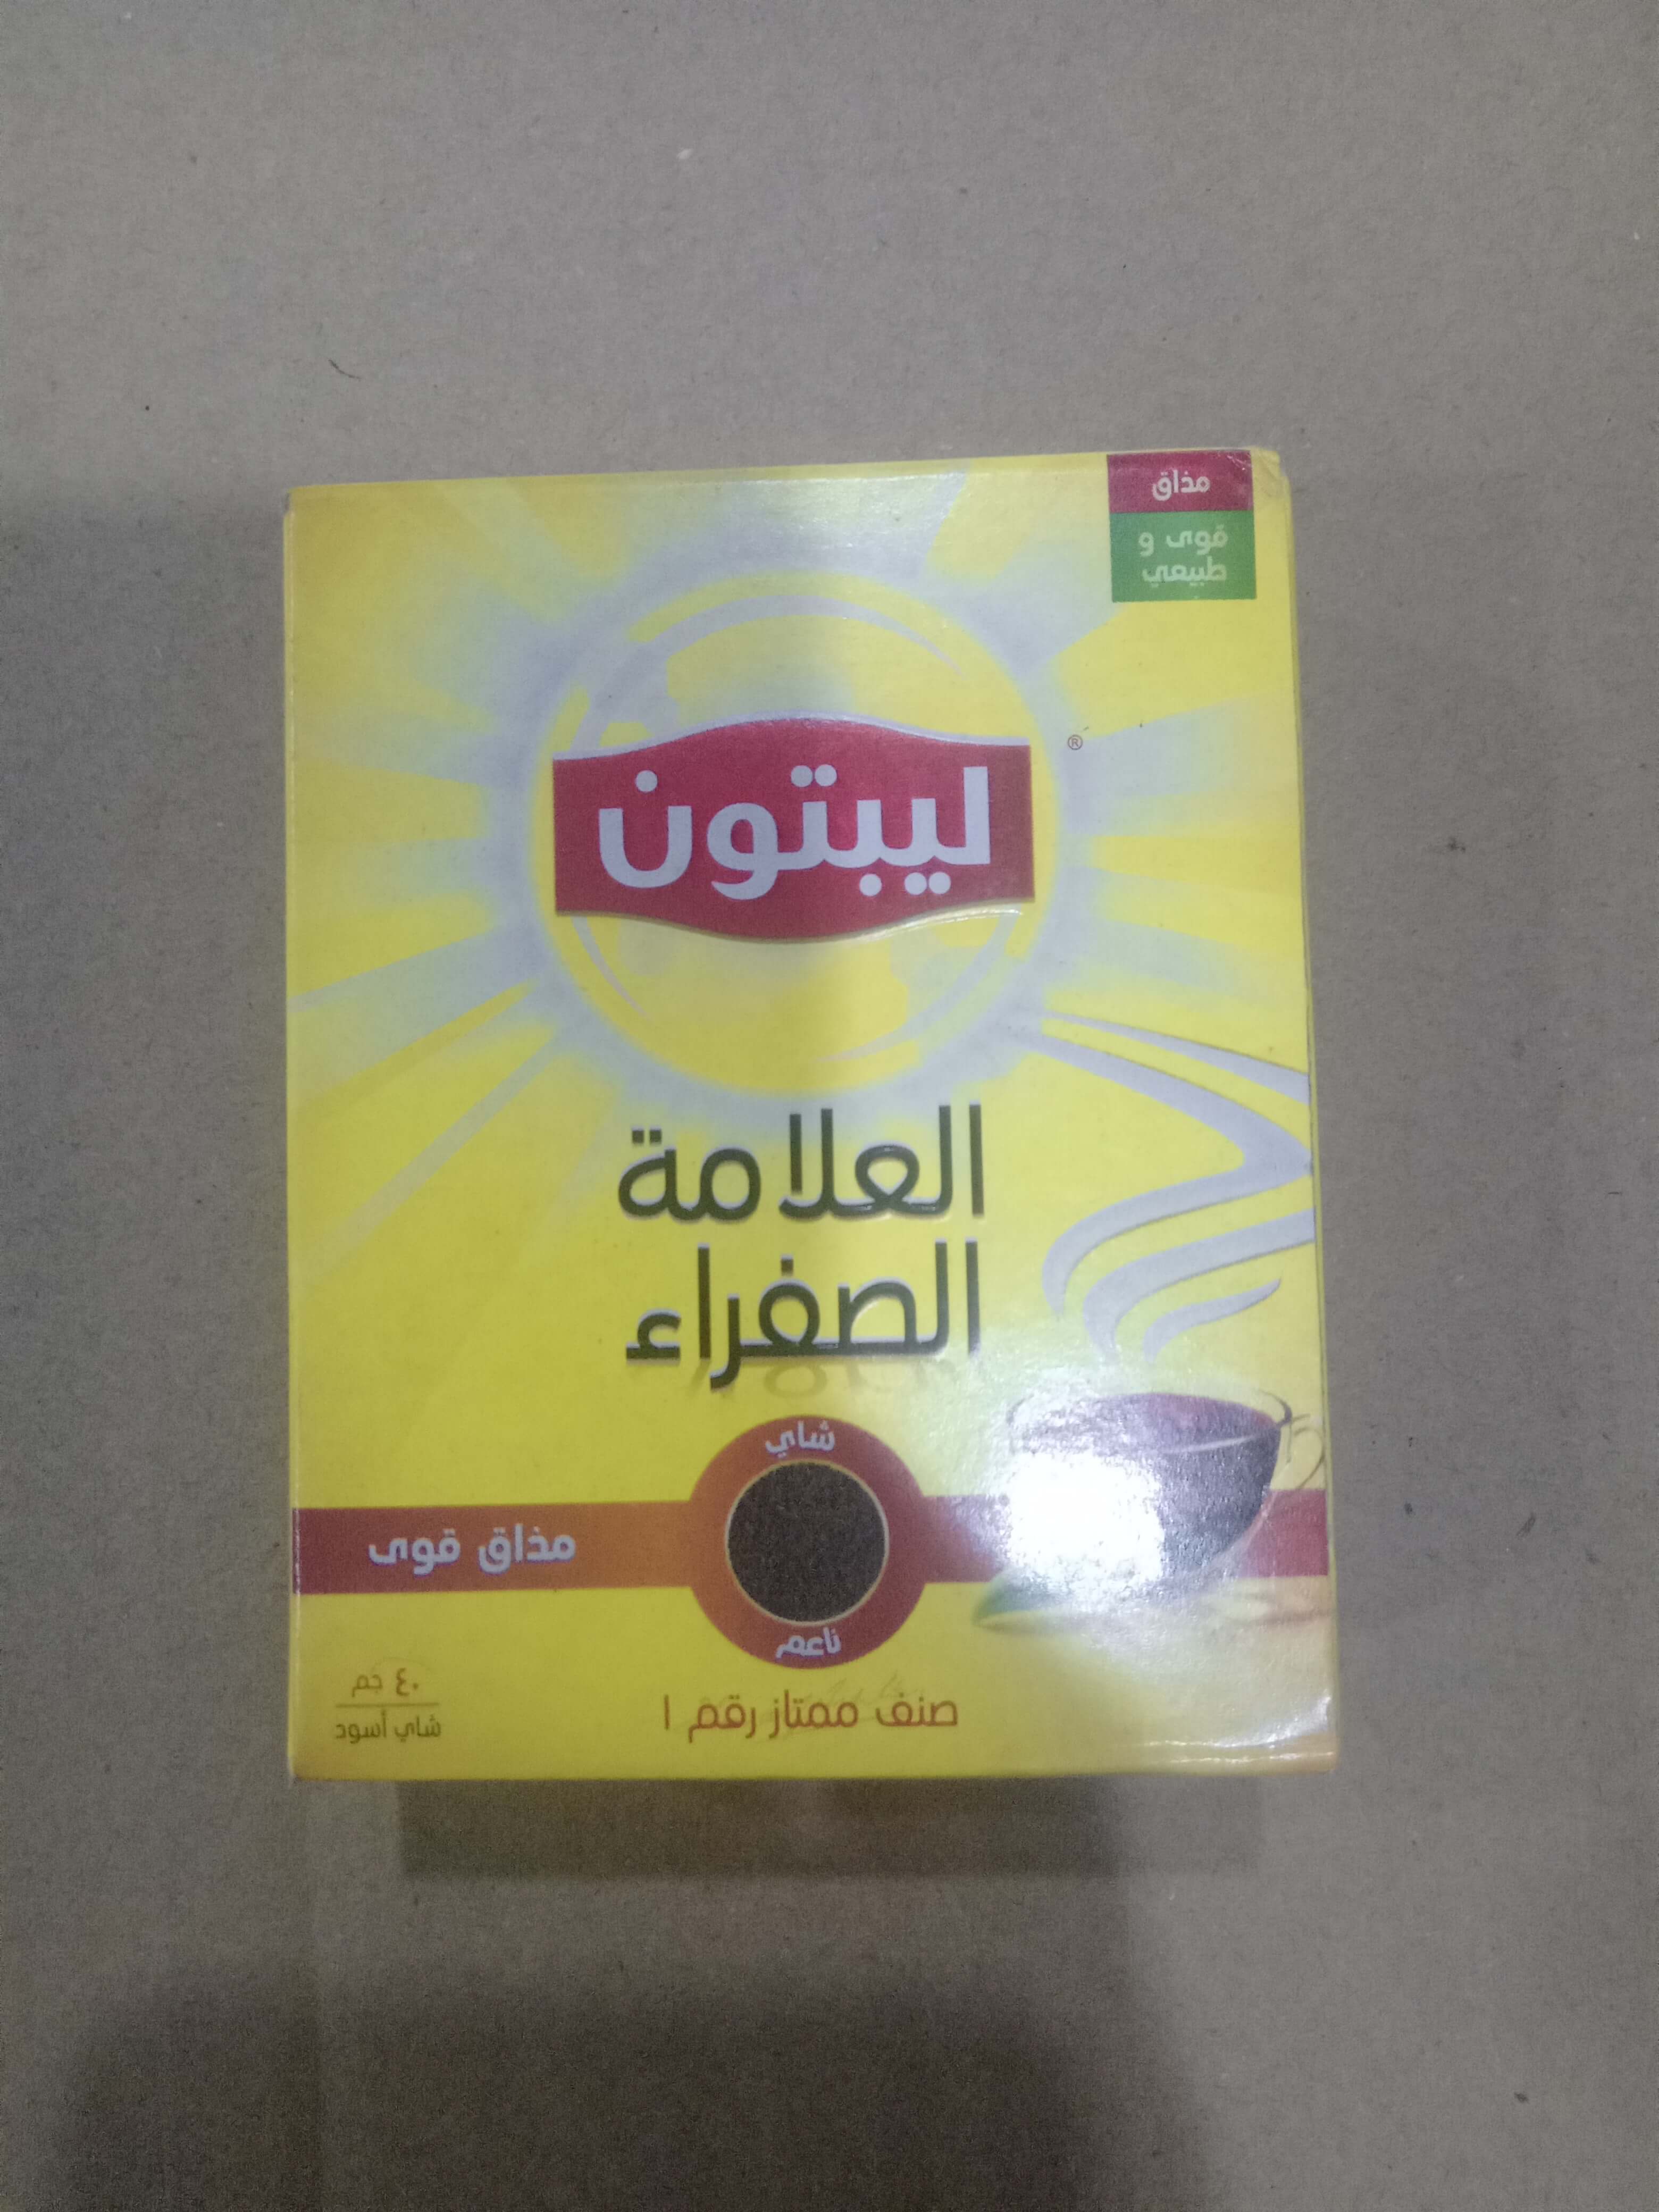 مذاق
قوى و
طبيعي
ليبتون
®
العلامة
الصفراء
شاي
مذاق قوى
ناعم
٤٠ جم
شاي أسود
صنف ممتاز رقم ١